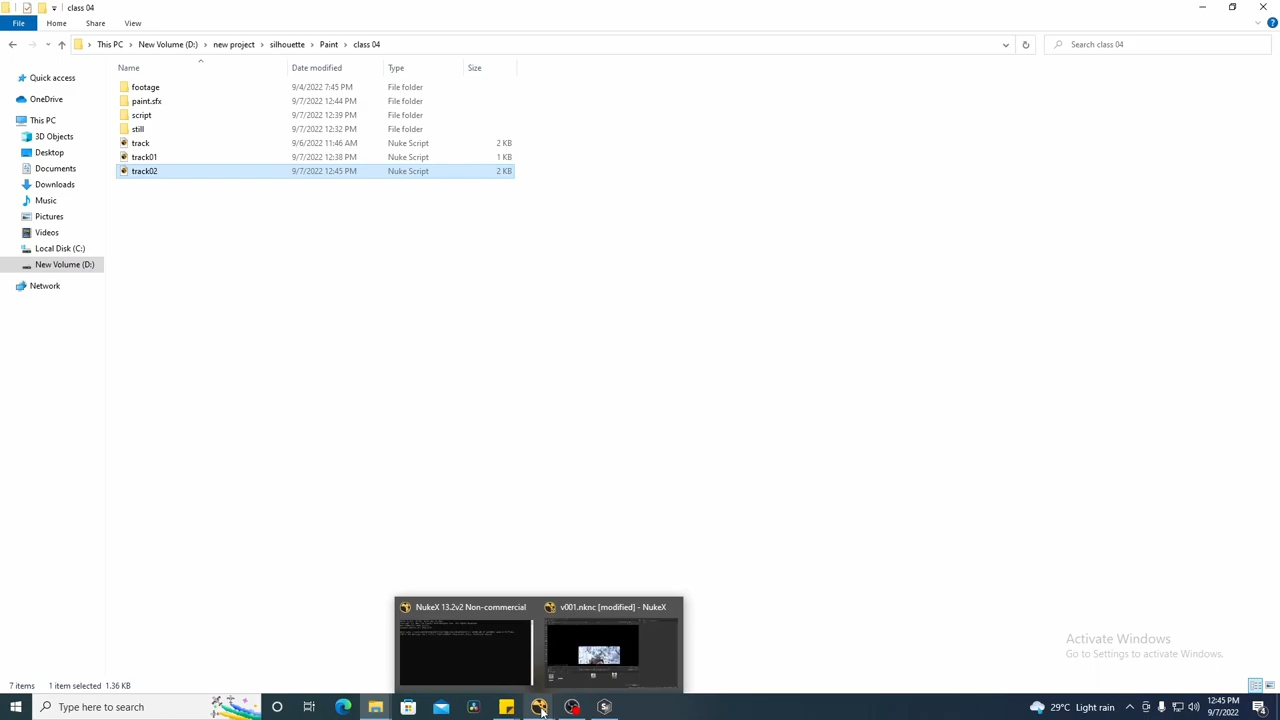 class 04
File Home Share View
This PC New Volume (D:) new project silhouette Paint class 04
Search class 04
Name Date modified Type Size
Quick access
OneDrive
This PC
3D Objects
Desktop
Documents
Downloads
Music
Pictures
Videos
Local Disk (C:)
New Volume (D:)
Network
footage 9/4/2022 7:45 PM File folder
paint.sfx 9/7/2022 12:44 PM File folder
script 9/7/2022 12:39 PM File folder
still 9/7/2022 12:32 PM File folder
track 9/6/2022 11:46 AM Nuke Script 2 KB
track01 9/7/2022 12:38 PM Nuke Script 1 KB
track02 9/7/2022 12:45 PM Nuke Script 2 KB
NukeX 13.2v2 Non-commercial
v001.nknc [modified] - NukeX
Activate Windows
Go to Settings to activate Windows.
7 items 1 item selected 1.36 KB
Type here to search
29°C Light rain
12:45 PM
9/7/2022